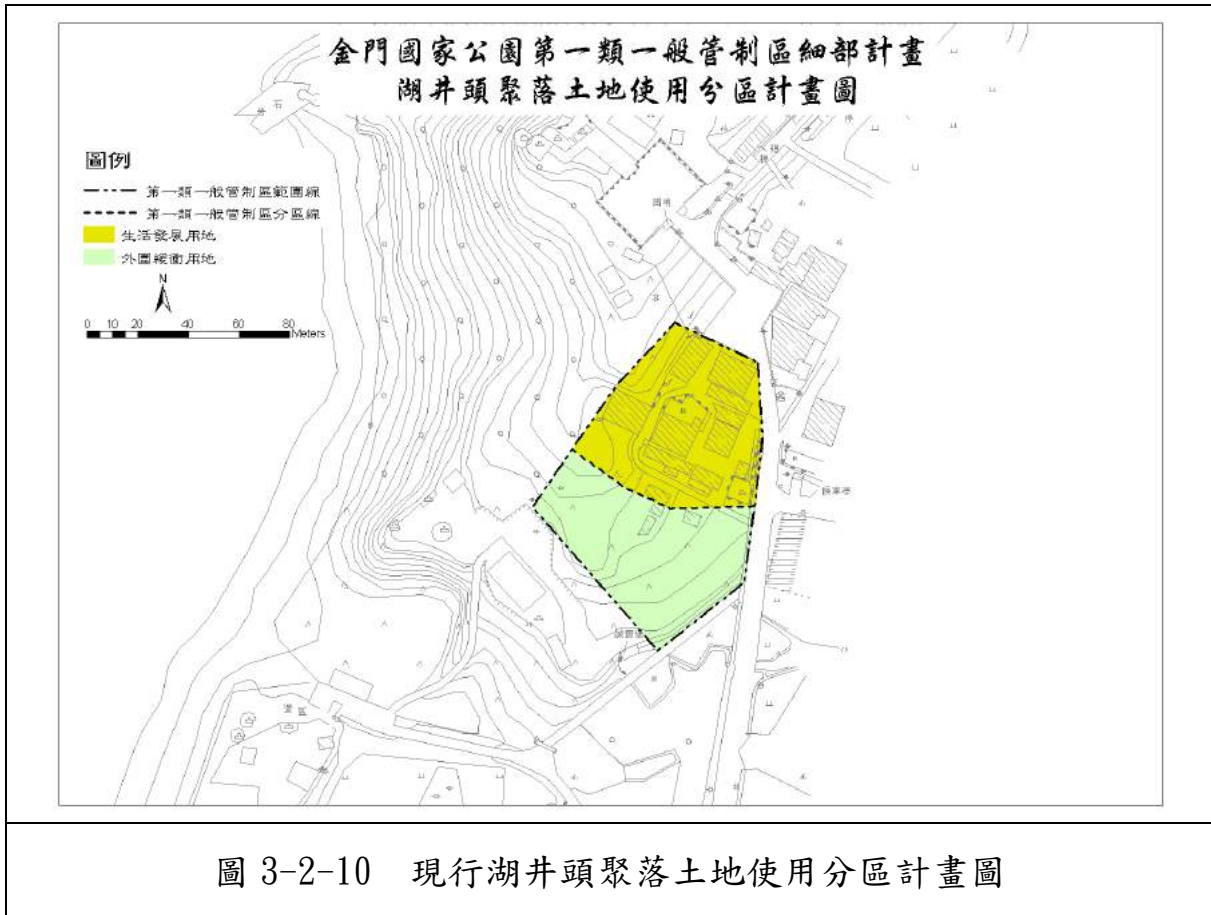 金門國家公園第一類一般管制區細部計畫
湖井頭聚落土地使用分區計畫圖
圖例
第一類一般管制區範圍線
第一類一般管制區分區線
生活發展用地
外圍緩衝用地
N
0 10 20 40 60 80
Meters
停車場
營區
圖 3-2-10 現行湖井頭聚落土地使用分區計畫圖